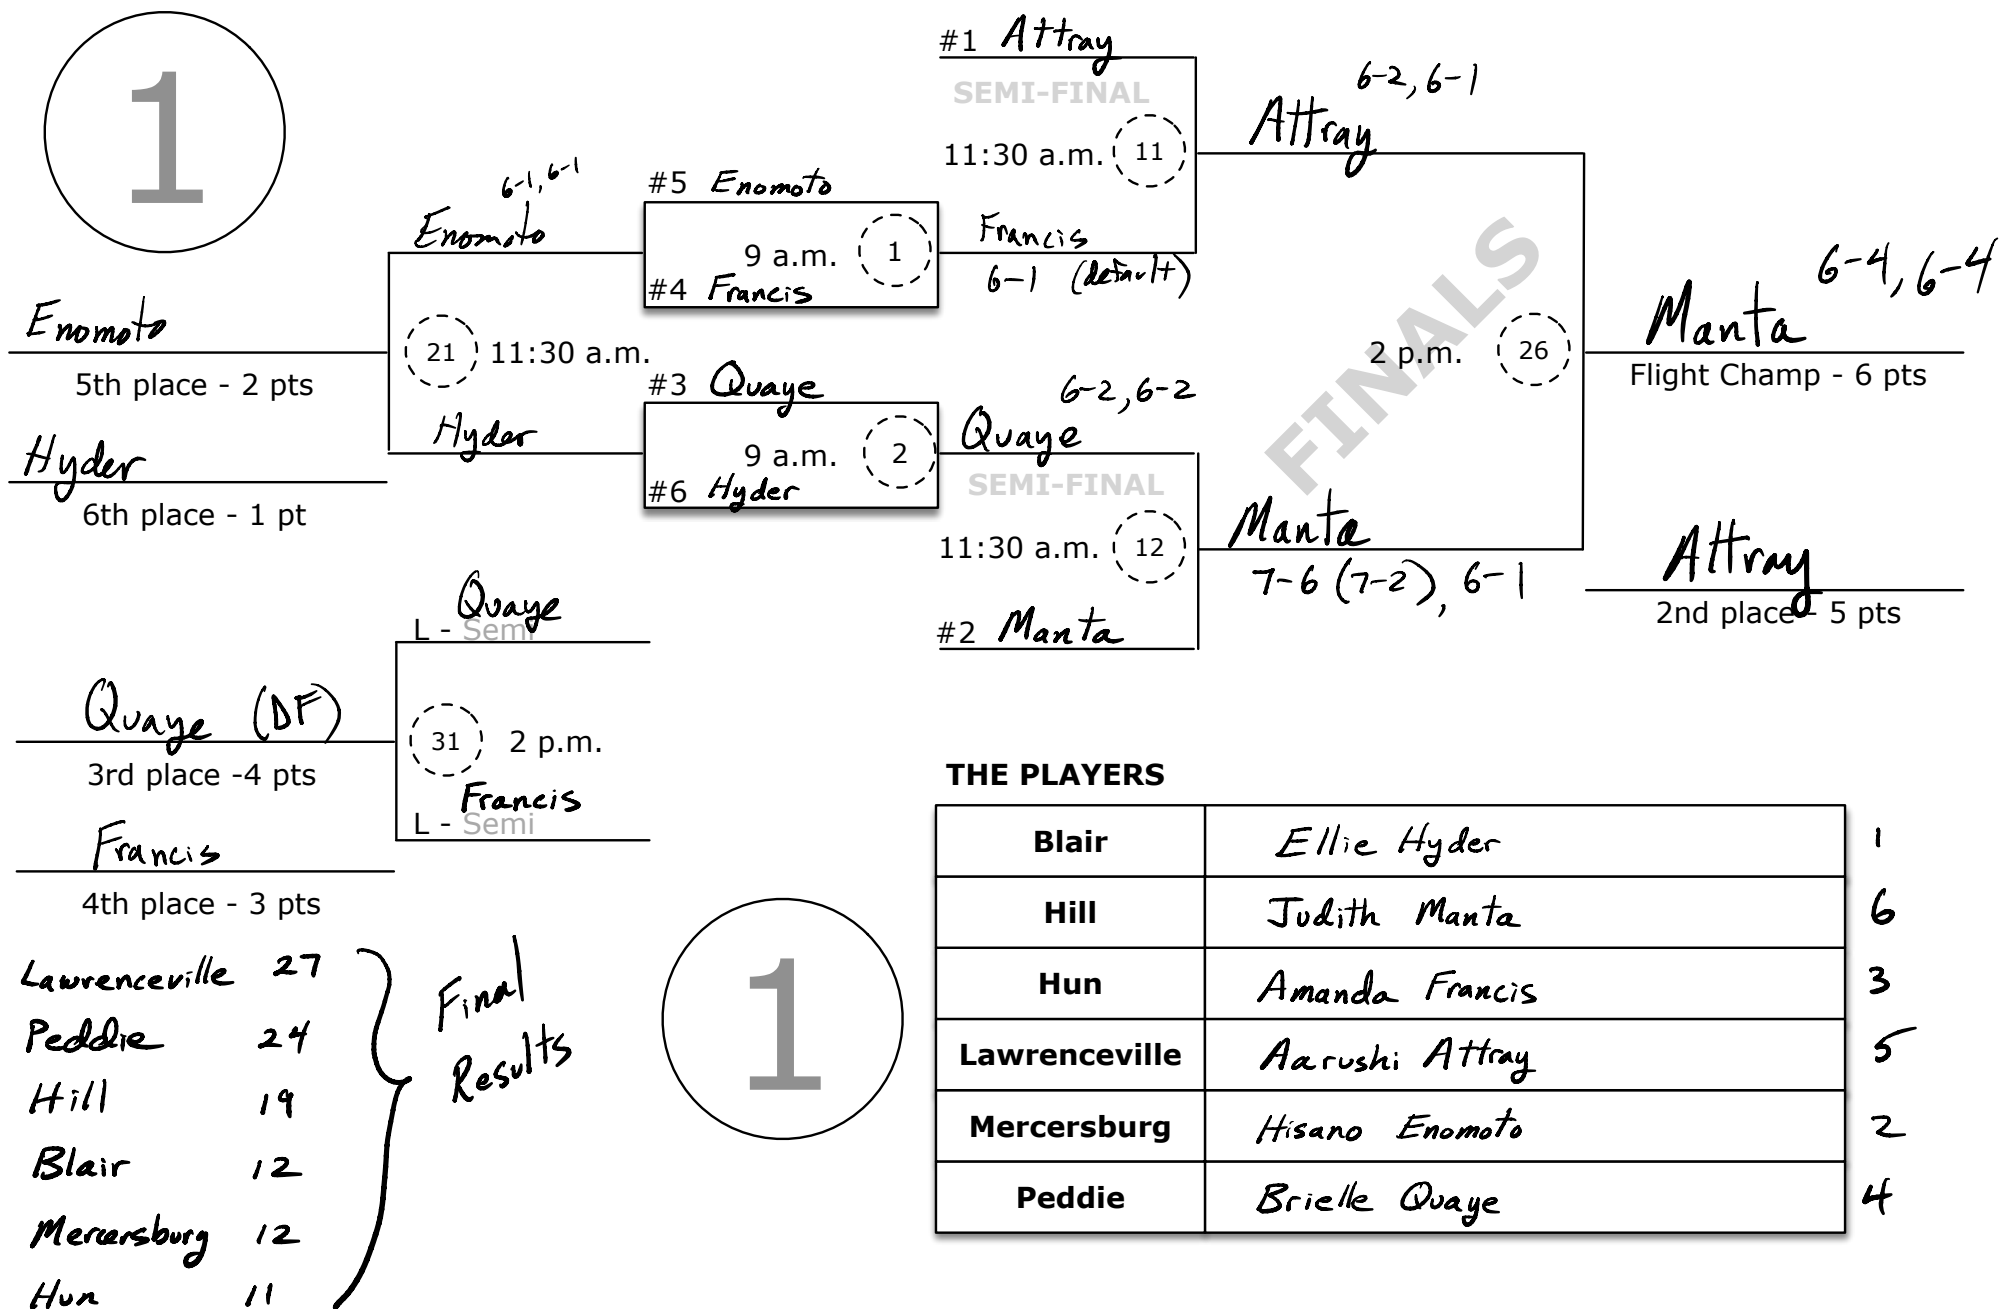 1
#1 Attray
SEMI-FINAL
11:30 a.m. 11
Attray 6-2, 6-1
6-1, 6-1
Enomoto
#5 Enomoto
9 a.m. 1
#4 Francis
Francis
6-1 (default)
Enomoto
5th place - 2 pts
21 11:30 a.m.
FINALS
2 p.m. 26
Manta 6-4, 6-4
Flight Champ - 6 pts
Hyder
Hyder
6th place - 1 pt
#3 Quaye
9 a.m. 2
#6 Hyder
Quaye 6-2, 6-2
SEMI-FINAL
11:30 a.m. 12
#2 Manta
Manta
7-6 (7-2), 6-1
Attray
2nd place - 5 pts
Quaye
L - Semi
Quaye (DF)
3rd place -4 pts
31 2 p.m.
Francis
L - Semi
Francis
4th place - 3 pts
Lawrenceville 27
Peddie 24
Hill 19
Blair 12
Mercersburg 12
Hun 11
Final
Results
1
THE PLAYERS
Blair Ellie Hyder 1
Hill Judith Manta 6
Hun Amanda Francis 3
Lawrenceville Aarushi Attray 5
Mercersburg Hisano Enomoto 2
Peddie Brielle Quaye 4